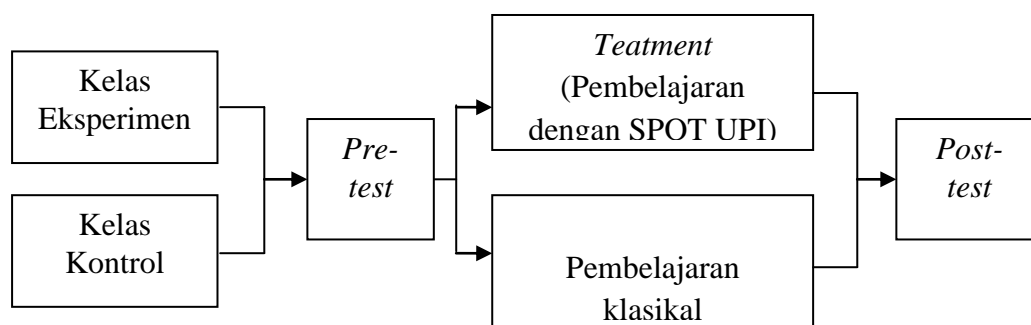 Kelas
Eksperimen
Kelas
Kontrol
Pre-
test
Teatment
(Pembelajaran
dengan SPOT UPI)
Pembelajaran
klasikal
Post-
test